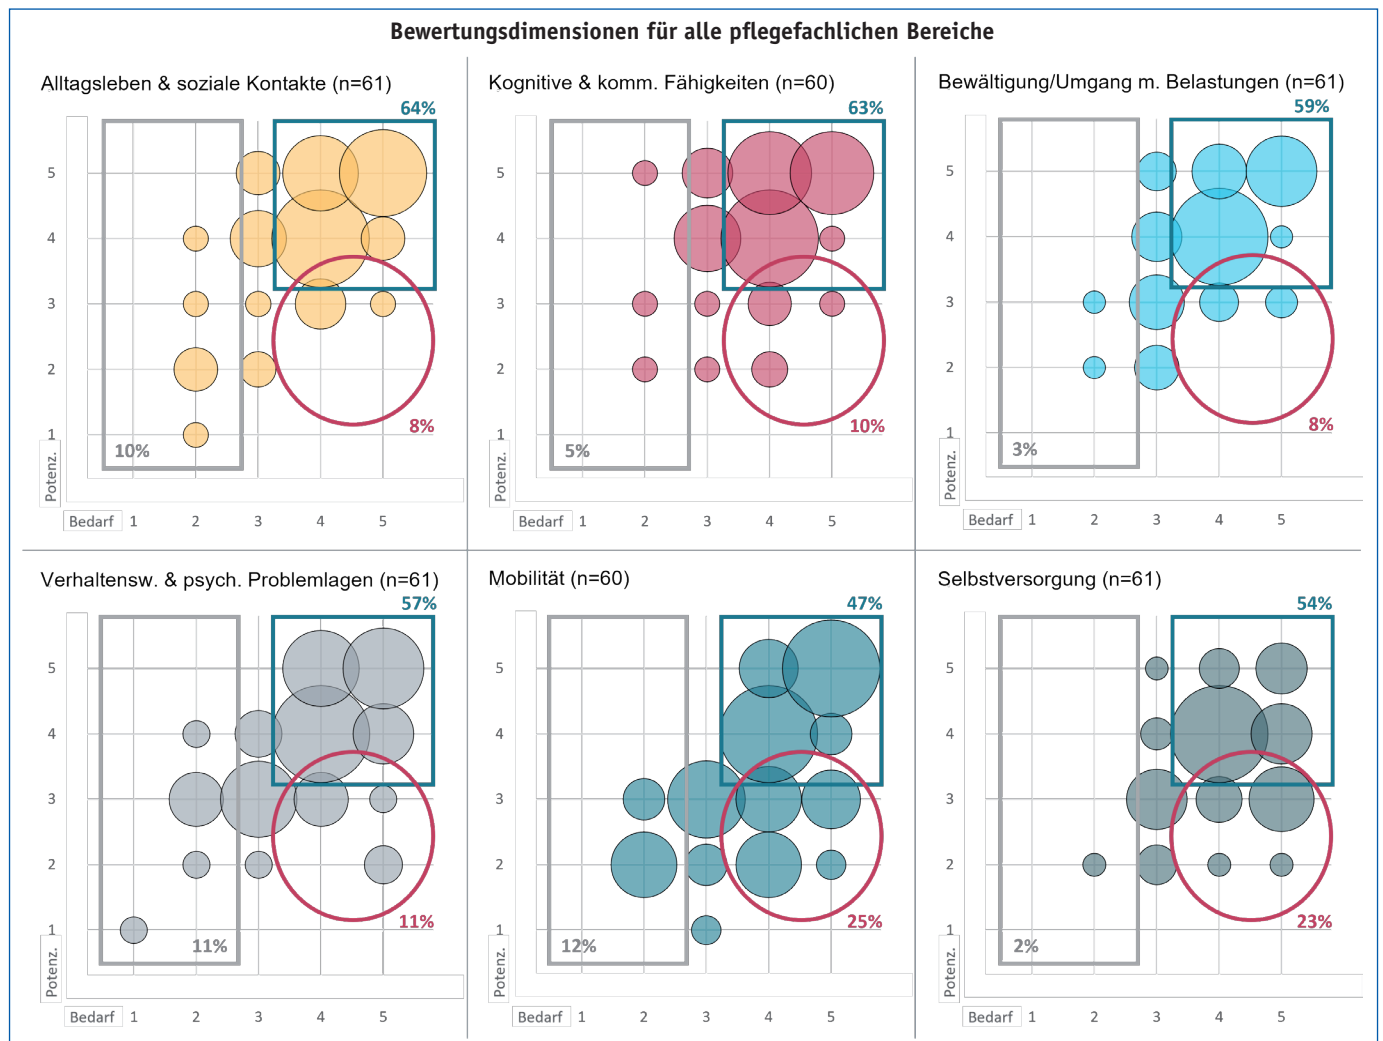 Bewertungsdimensionen für alle pflegefachlichen Bereiche
Alltagsleben & soziale Kontakte (n=61)
64%
5
4
3
2
1
8%
10%
Potenz.
Bedarf 1 2 3 4 5
Kognitive & komm. Fähigkeiten (n=60)
63%
5
4
3
2
1
10%
5%
Potenz.
Bedarf 1 2 3 4 5
Bewältigung/Umgang m. Belastungen (n=61)
59%
5
4
3
2
1
8%
3%
Potenz.
Bedarf 1 2 3 4 5
Verhaltensw. & psych. Problemlagen (n=61)
57%
5
4
3
2
1
11%
11%
Potenz.
Bedarf 1 2 3 4 5
Mobilität (n=60)
47%
5
4
3
2
1
25%
12%
Potenz.
Bedarf 1 2 3 4 5
Selbstversorgung (n=61)
54%
5
4
3
2
1
23%
2%
Potenz.
Bedarf 1 2 3 4 5